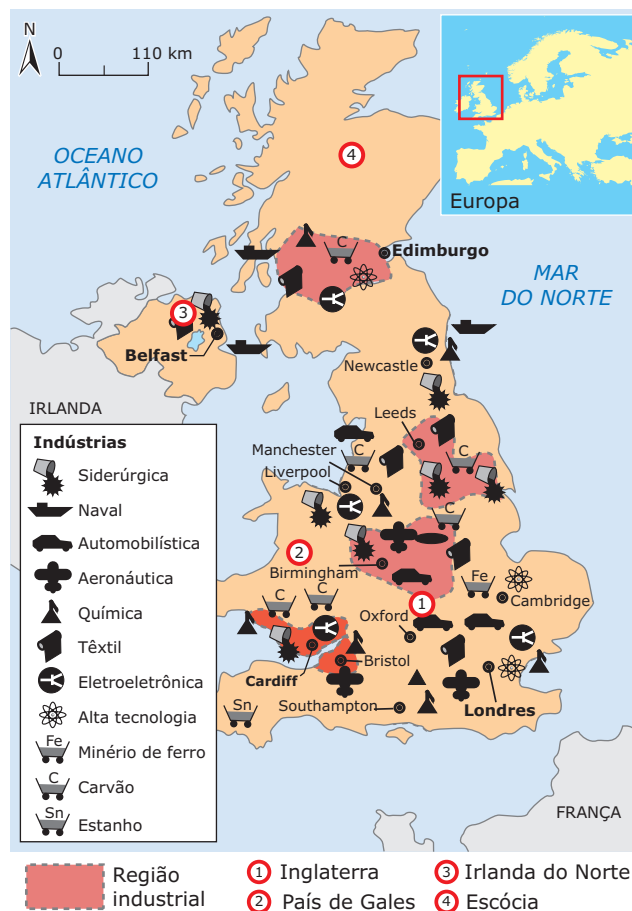 N
0 110 km
OCEANO
ATLÂNTICO
4
Europa
C
Edimburgo
MAR
DO NORTE
3
Belfast
Newcastle
IRLANDA
Leeds
Manchester
C
C
Liverpool
C
2
Birmingham
Fe
Cambridge
C
C
1
Oxford
Cardiff
Bristol
Sn
Southampton
Londres
FRANÇA
Indústrias
Siderúrgica
Naval
Automobilística
Aeronáutica
Química
Têxtil
Eletroeletrônica
Alta tecnologia
Fe
Minério de ferro
C
Carvão
Sn
Estanho
Região
industrial
1 Inglaterra
2 País de Gales
3 Irlanda do Norte
4 Escócia